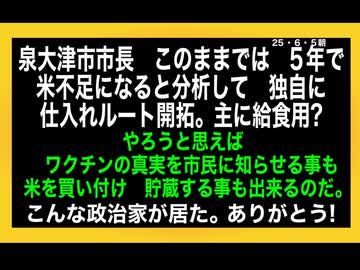 25・6・5朝
泉大津市市長　このままでは　５年で
米不足になると分析して　独自に
仕入れルート開拓。主に給食用?
やろうと思えば
ワクチンの真実を市民に知らせる事も
米を買い付け　貯蔵する事も出来るのだ。
こんな政治家が居た。ありがとう!